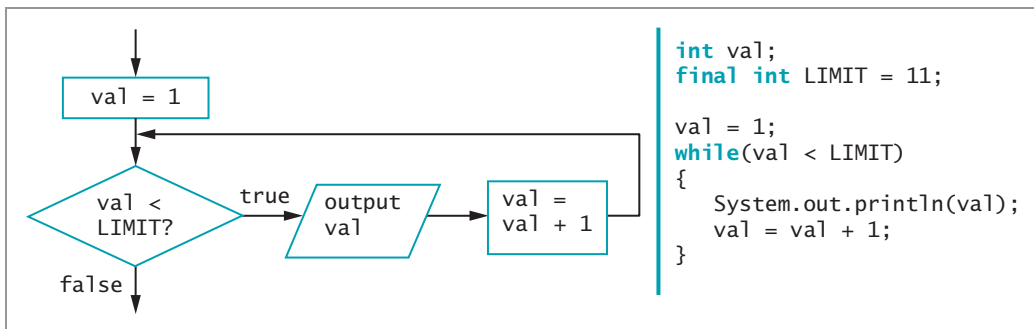 val = 1
val <
LIMIT?
true
false
output
val
val =
val + 1
int val;
final int LIMIT = 11;
val = 1;
while(val < LIMIT)
{
   System.out.println(val);
   val = val + 1;
}